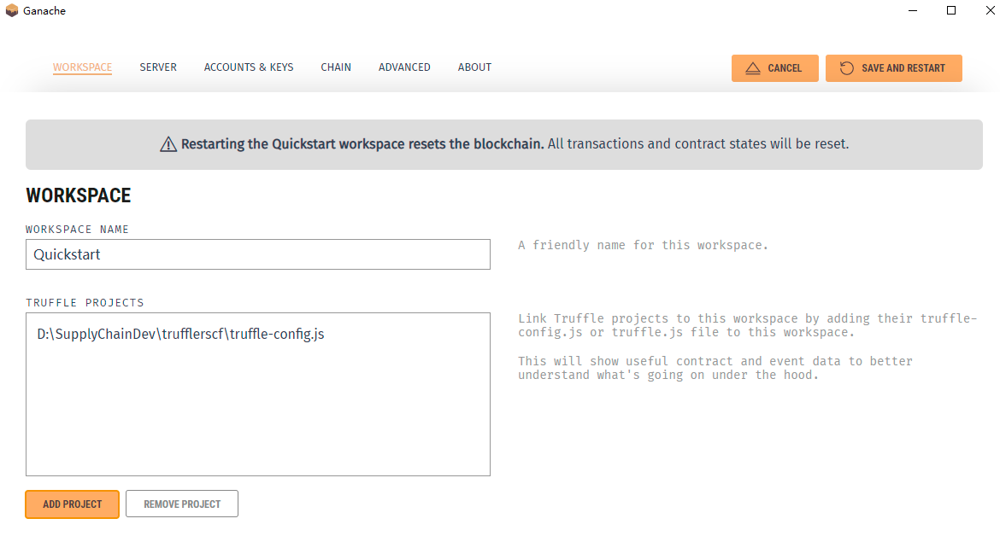 Ganache
WORKSPACE SERVER ACCOUNTS & KEYS CHAIN ADVANCED ABOUT CANCEL SAVE AND RESTART
Restarting the Quickstart workspace resets the blockchain. All transactions and contract states will be reset.
WORKSPACE
WORKSPACE NAME
Quickstart
A friendly name for this workspace.
TRUFFLE PROJECTS
D:\SupplyChainDev\trufflerscf\truffle-config.js
Link Truffle projects to this workspace by adding their truffle-
config.js or truffle.js file to this workspace.
This will show useful contract and event data to better
understand what's going on under the hood.
ADD PROJECT REMOVE PROJECT